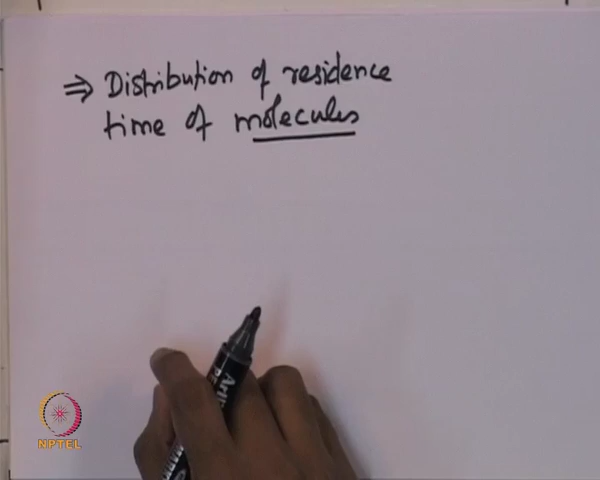 ⇒ Distribution of residence
time of molecules
NPTEL